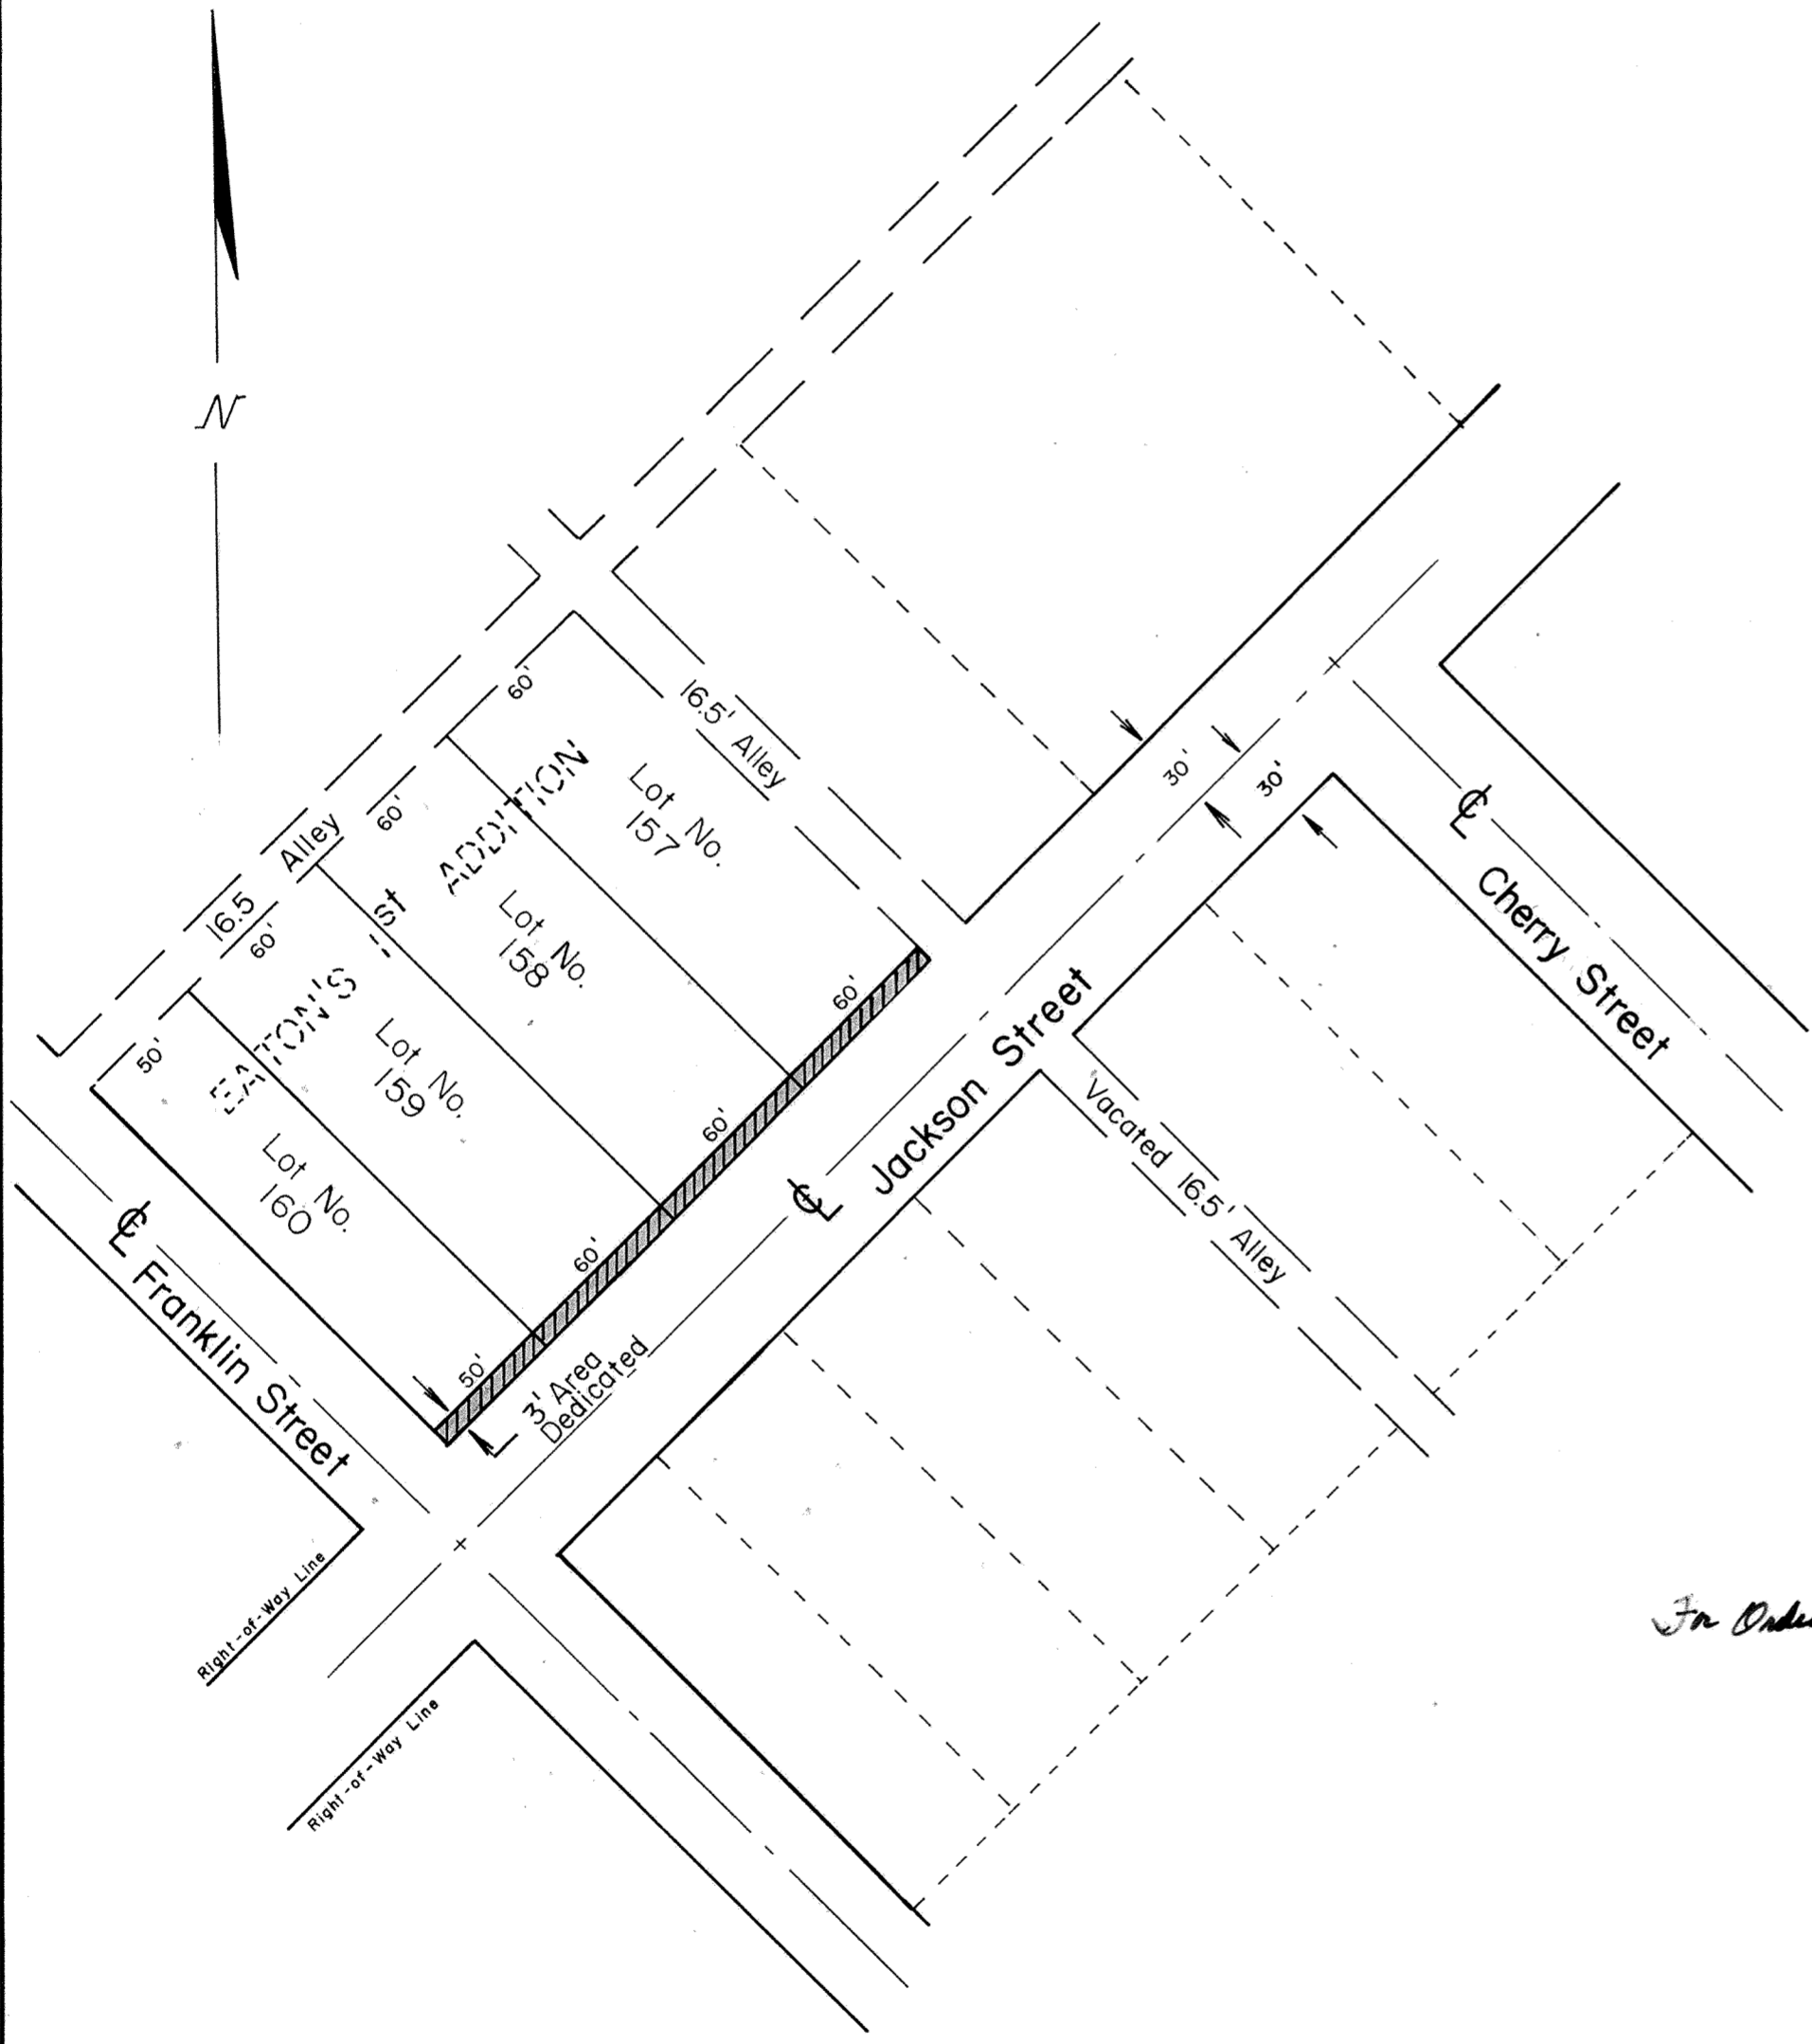 N
60'
16.5' Alley
Lot No.
157
60'
16.5 Alley
EATON'S 1st ADDITION
Lot No.
158
60'
Lot No.
159
50'
Lot No.
160
60'
60'
60'
50'
3' Area
Dedicated
30'
30'
℄ Cherry Street
℄ Jackson Street
Vacated 16.5' Alley
℄ Franklin Street
Right-of-Way Line
Right-of-Way Line
For